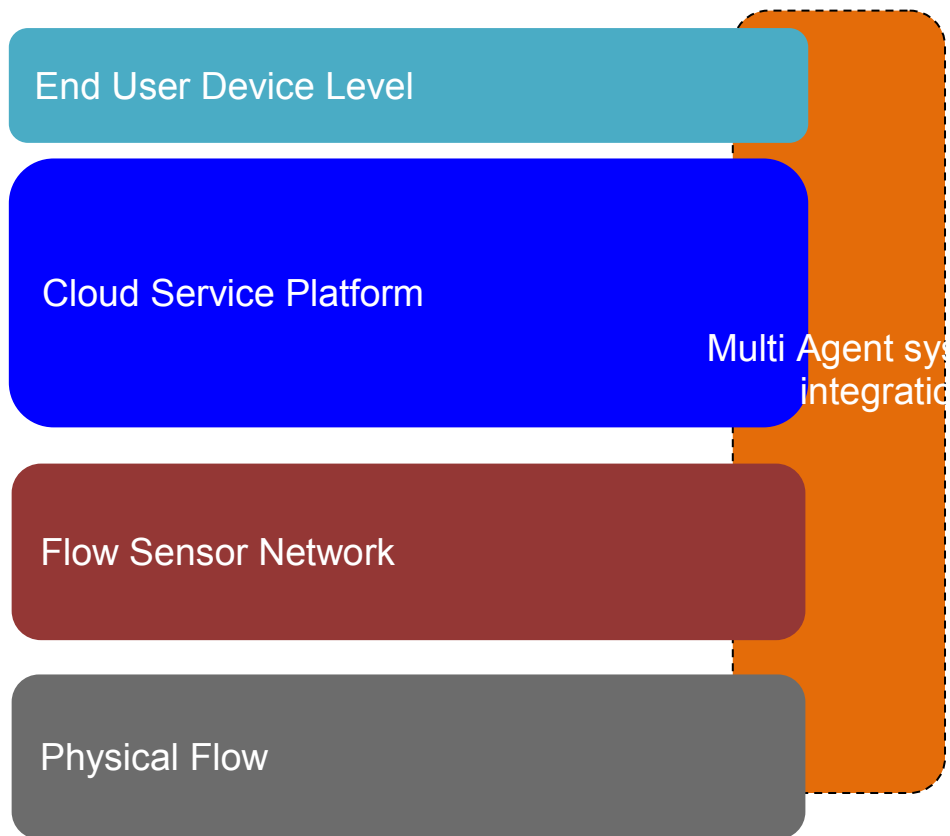 End User Device Level
Cloud Service Platform
Multi Agent sys
integratio
Flow Sensor Network
Physical Flow